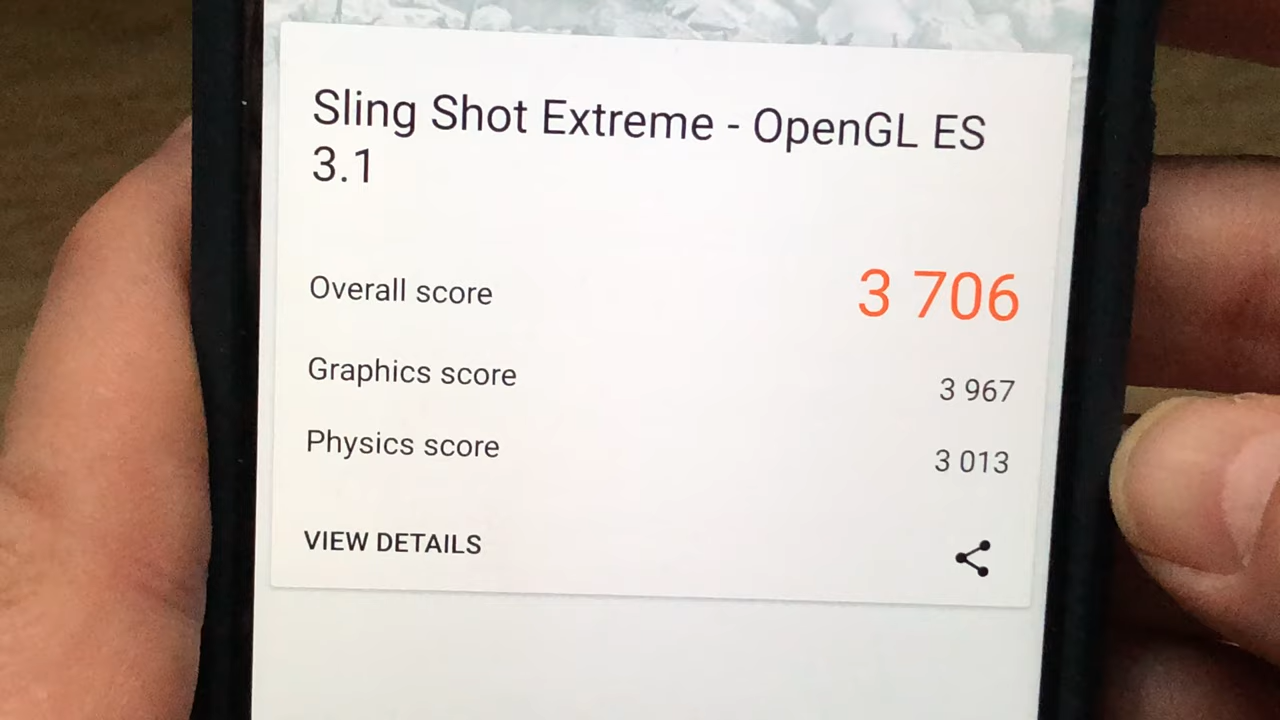 Sling Shot Extreme - OpenGL ES
3.1
Overall score 3 706
Graphics score 3 967
Physics score 3 013
VIEW DETAILS